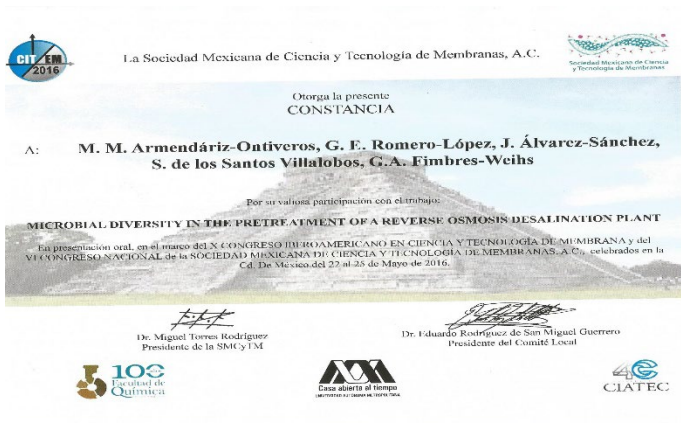 CIT EM
2016
La Sociedad Mexicana de Ciencia y Tecnología de Membranas, A.C.
Sociedad Mexicana de Ciencia
y Tecnología de Membranas
Otorga la presente
CONSTANCIA
A:
M. M. Armendáriz-Ontiveros, G. E. Romero-López, J. Álvarez-Sánchez,
S. de los Santos Villalobos, G.A. Fimbres-Weihs
Por su valiosa participación con el trabajo:
MICROBIAL DIVERSITY IN THE PRETREATMENT OF A REVERSE OSMOSIS DESALINATION PLANT
En presentación oral, en el marco del X CONGRESO IBEROAMERICANO EN CIENCIA Y TECNOLOGÍA DE MEMBRANA y del
VI CONGRESO NACIONAL de la SOCIEDAD MEXICANA DE CIENCIA Y TECNOLOGÍA DE MEMBRANAS, A.C., celebrados en la
Cd. De México del 22 al 25 de Mayo de 2016.
Dr. Miguel Torres Rodríguez
Presidente de la SMCyTM
Dr. Eduardo Rodríguez de San Miguel Guerrero
Presidente del Comité Local
100
Facultad de
Química
Casa abierta al tiempo
UNIVERSIDAD AUTÓNOMA METROPOLITANA
CIATEC